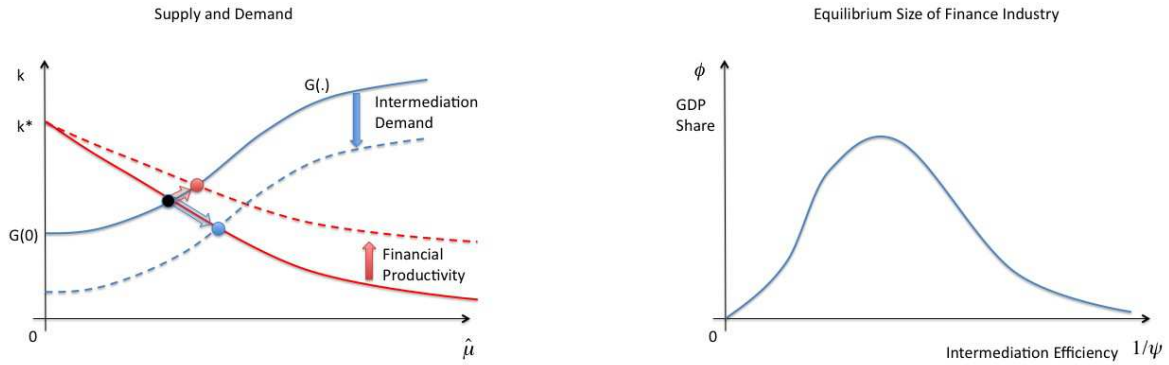 Supply and Demand
k
k*
G(.)
Intermediation
Demand
G(0)
Financial
Productivity
0
μ̂
Equilibrium Size of Finance Industry
ϕ
GDP
Share
0
Intermediation Efficiency 1/ψ